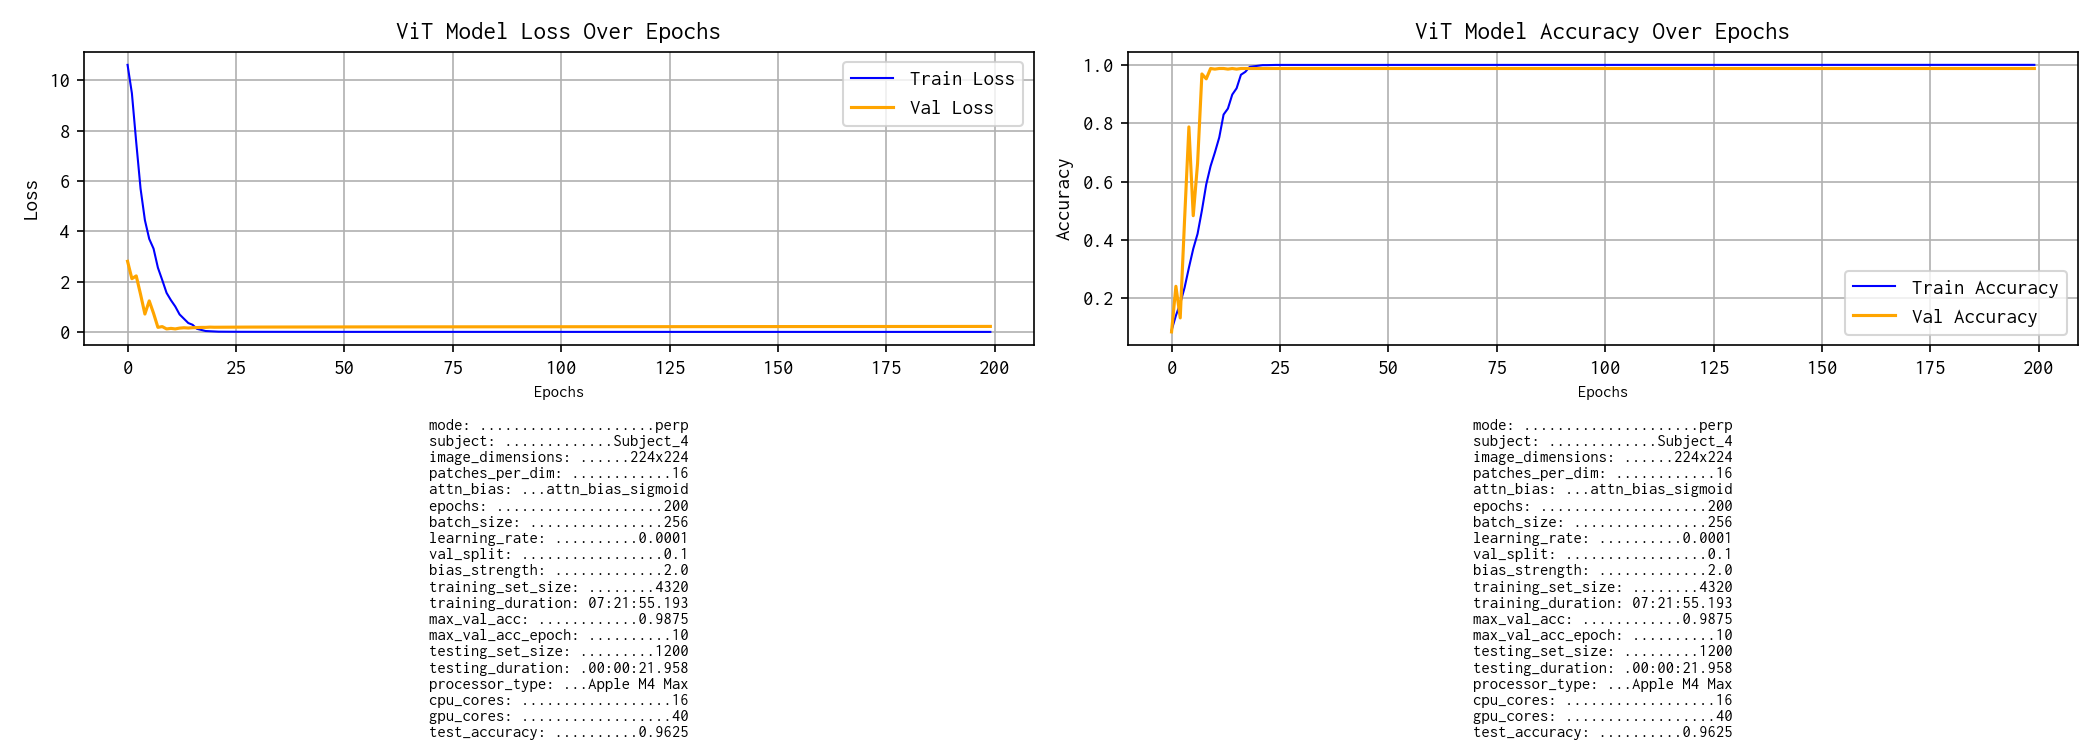 ViT Model Loss Over Epochs
Loss
10
8
6
4
2
0
Train Loss
Val Loss
0 25 50 75 100 125 150 175 200
Epochs
mode: .....................perp
subject: .............Subject_4
image_dimensions: ......224x224
patches_per_dim: ............16
attn_bias: ...attn_bias_sigmoid
epochs: ....................200
batch_size: ................256
learning_rate: ..........0.0001
val_split: .................0.1
bias_strength: .............2.0
training_set_size: ........4320
training_duration: 07:21:55.193
max_val_acc: ............0.9875
max_val_acc_epoch: ..........10
testing_set_size: .........1200
testing_duration: .00:00:21.958
processor_type: ...Apple M4 Max
cpu_cores: ..................16
gpu_cores: ..................40
test_accuracy: ..........0.9625
ViT Model Accuracy Over Epochs
Accuracy
1.0
0.8
0.6
0.4
0.2
Train Accuracy
Val Accuracy
0 25 50 75 100 125 150 175 200
Epochs
mode: .....................perp
subject: .............Subject_4
image_dimensions: ......224x224
patches_per_dim: ............16
attn_bias: ...attn_bias_sigmoid
epochs: ....................200
batch_size: ................256
learning_rate: ..........0.0001
val_split: .................0.1
bias_strength: .............2.0
training_set_size: ........4320
training_duration: 07:21:55.193
max_val_acc: ............0.9875
max_val_acc_epoch: ..........10
testing_set_size: .........1200
testing_duration: .00:00:21.958
processor_type: ...Apple M4 Max
cpu_cores: ..................16
gpu_cores: ..................40
test_accuracy: ..........0.9625